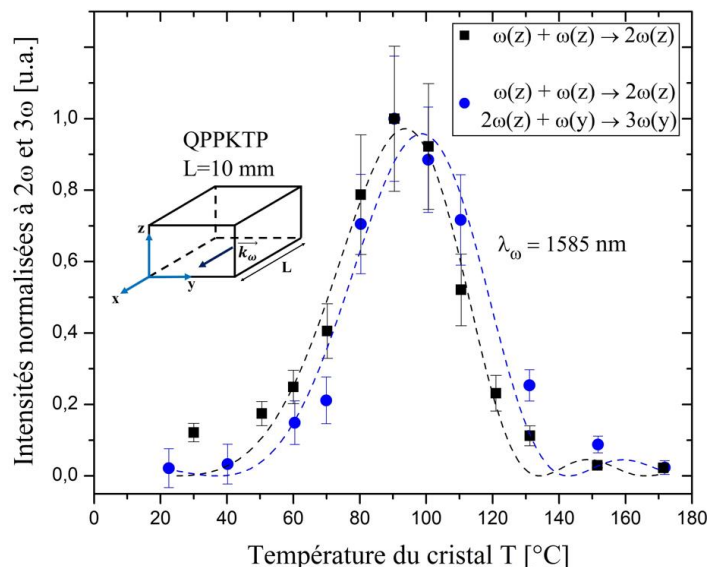 ω(z) + ω(z) → 2ω(z)
ω(z) + ω(z) → 2ω(z)
2ω(z) + ω(y) → 3ω(y)
QPPKTP
L=10 mm
z
y
x
k_ω
L
λ_ω = 1585 nm
Intensités normalisées à 2ω et 3ω [u.a.]
1,0
0,8
0,6
0,4
0,2
0,0
0 20 40 60 80 100 120 140 160 180
Température du cristal T [°C]